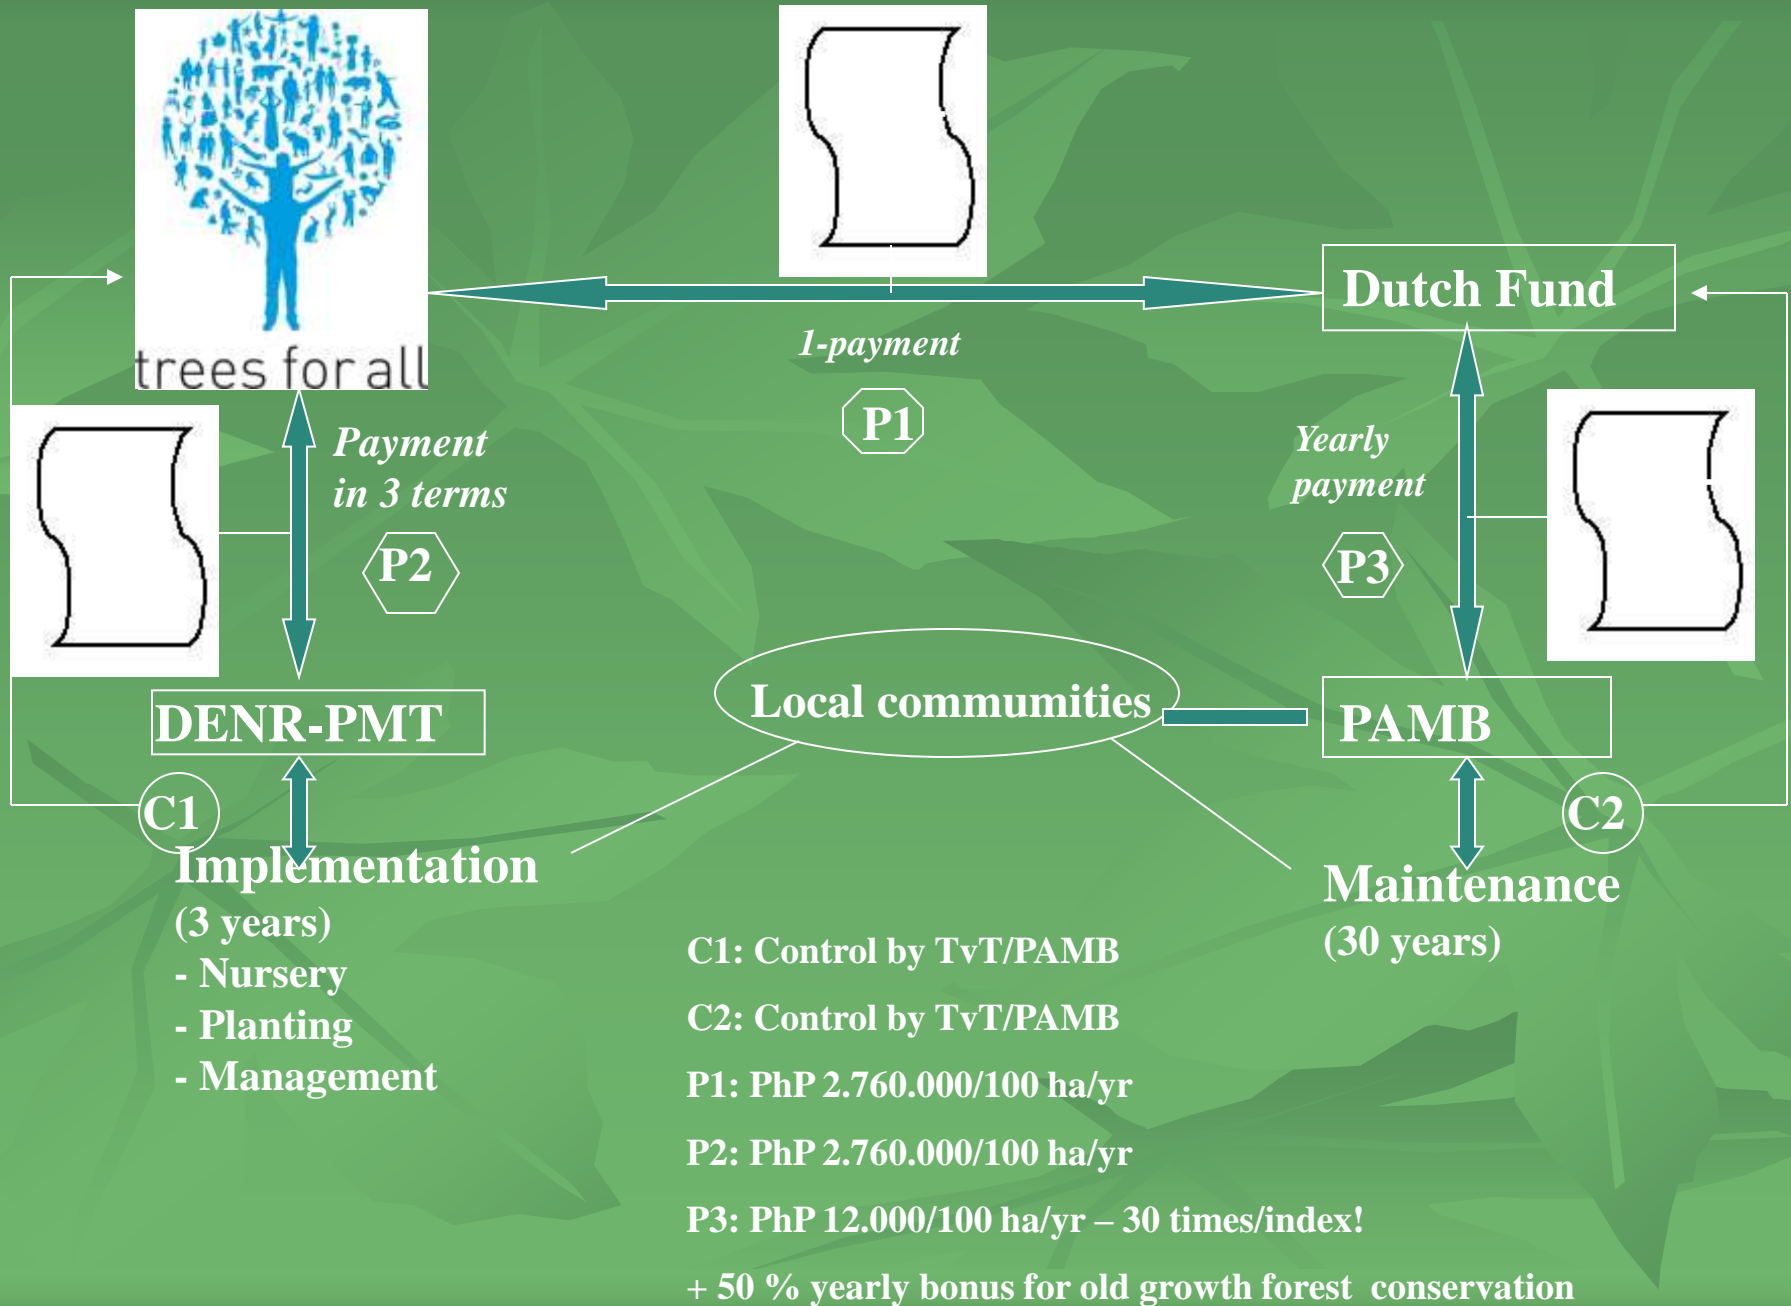 trees for all
Dutch Fund
1-payment
P1
Payment
in 3 terms
P2
Yearly
payment
P3
DENR-PMT
Local commumities
PAMB
C1
C2
Implementation
(3 years)
- Nursery
- Planting
- Management
Maintenance
(30 years)
C1: Control by TvT/PAMB
C2: Control by TvT/PAMB
P1: PhP 2.760.000/100 ha/yr
P2: PhP 2.760.000/100 ha/yr
P3: PhP 12.000/100 ha/yr – 30 times/index!
+ 50 % yearly bonus for old growth forest conservation